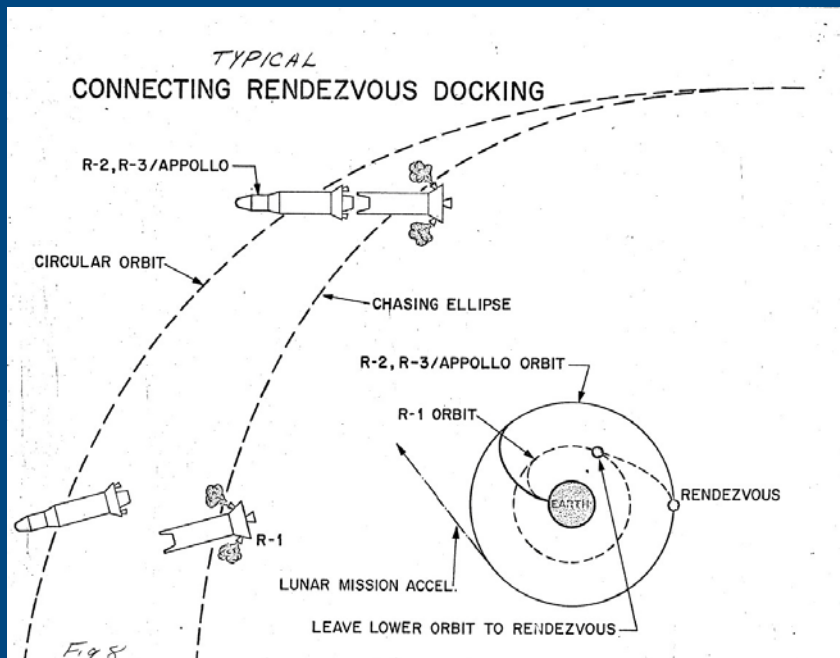 TYPICAL
CONNECTING RENDEZVOUS DOCKING
R-2, R-3/APPOLLO
CIRCULAR ORBIT
CHASING ELLIPSE
R-2, R-3/APPOLLO ORBIT
R-1 ORBIT
EARTH
RENDEZVOUS
R-1
LUNAR MISSION ACCEL.
LEAVE LOWER ORBIT TO RENDEZVOUS
Fig 8